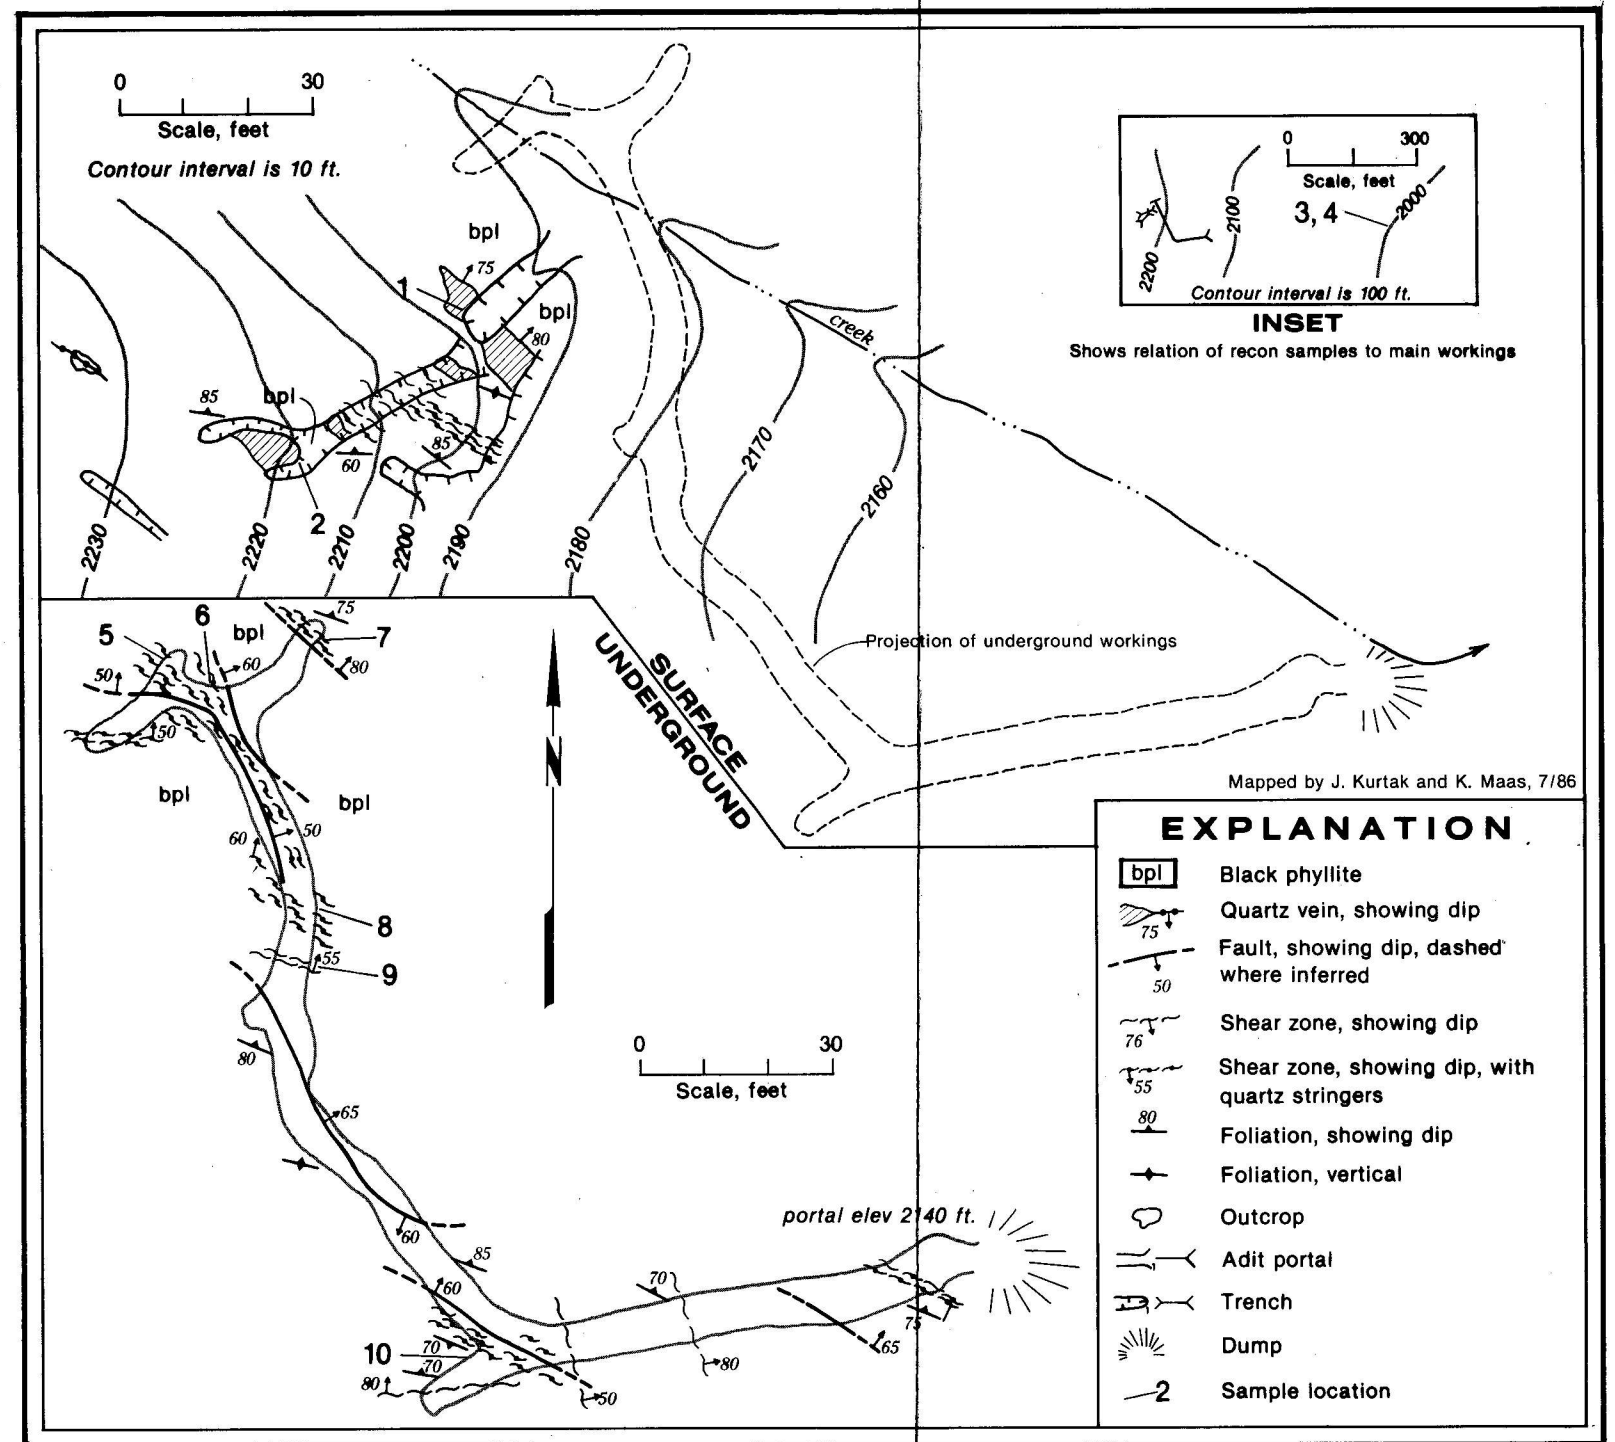 0 30
Scale, feet
Contour interval is 10 ft.
0 300
Scale, feet
3, 4
2000
2100
2200
Contour interval is 100 ft.
INSET
Shows relation of recon samples to main workings
bpl
75
1
bpl
80
creek
85
bpl
85
60
2
2230
2220
2210
2200
2190
2180
2170
2160
Projection of underground workings
SURFACE
UNDERGROUND
Mapped by J. Kurtak and K. Maas, 7/86
5
6
bpl
75
7
50
60
80
50
bpl
bpl
60
50
8
55
9
N
80
0 30
Scale, feet
65
portal elev 2140 ft.
60
85
60
70
75
65
10
70
70
80
80
50
EXPLANATION
bpl Black phyllite
75 Quartz vein, showing dip
50 Fault, showing dip, dashed
where inferred
76 Shear zone, showing dip
55 Shear zone, showing dip, with
quartz stringers
80 Foliation, showing dip
Foliation, vertical
Outcrop
Adit portal
Trench
Dump
2 Sample location